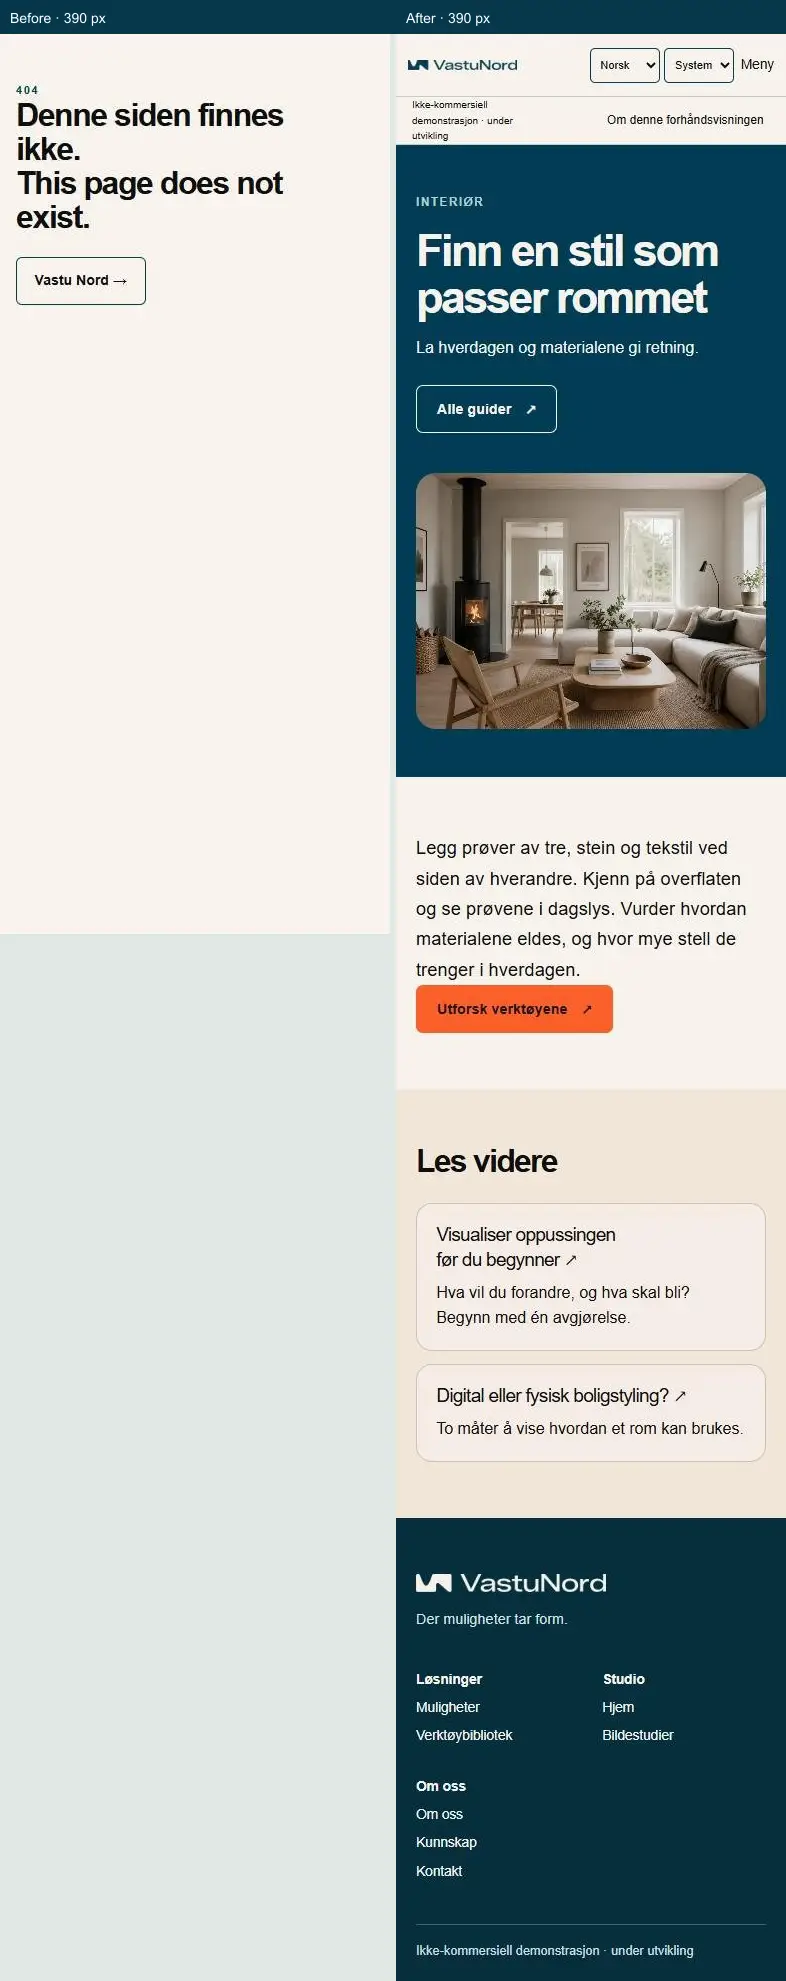 Before · 390 px
404
Denne siden finnes
ikke.
This page does not
exist.
Vastu Nord →
After · 390 px
VastuNord
Norsk
System
Meny
Ikke-kommersiell
demonstrasjon · under
utvikling
Om denne forhåndsvisningen
INTERIØR
Finn en stil som
passer rommet
La hverdagen og materialene gi retning.
Alle guider ↗
Legg prøver av tre, stein og tekstil ved
siden av hverandre. Kjenn på overflaten
og se prøvene i dagslys. Vurder hvordan
materialene eldes, og hvor mye stell de
trenger i hverdagen.
Utforsk verktøyene ↗
Les videre
Visualiser oppussingen
før du begynner ↗
Hva vil du forandre, og hva skal bli?
Begynn med én avgjørelse.
Digital eller fysisk boligstyling? ↗
To måter å vise hvordan et rom kan brukes.
VastuNord
Der muligheter tar form.
Løsninger
Muligheter
Verktøybibliotek
Studio
Hjem
Bildestudier
Om oss
Om oss
Kunnskap
Kontakt
Ikke-kommersiell demonstrasjon · under utvikling